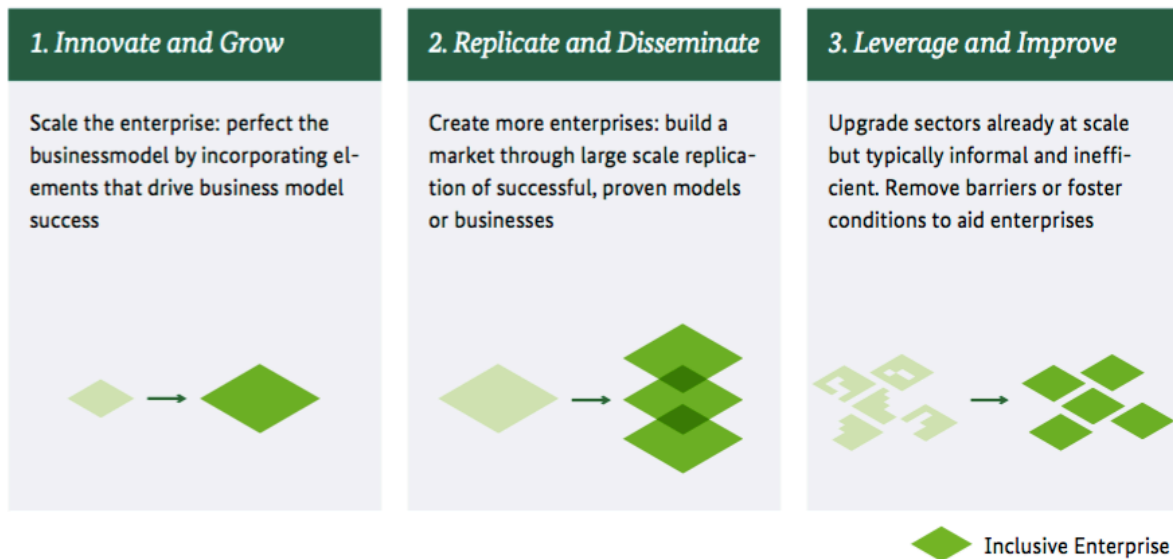 1. Innovate and Grow
Scale the enterprise: perfect the
businessmodel by incorporating el-
ements that drive business model
success
2. Replicate and Disseminate
Create more enterprises: build a
market through large scale replica-
tion of successful, proven models
or businesses
3. Leverage and Improve
Upgrade sectors already at scale
but typically informal and ineffi-
cient. Remove barriers or foster
conditions to aid enterprises
Inclusive Enterprise